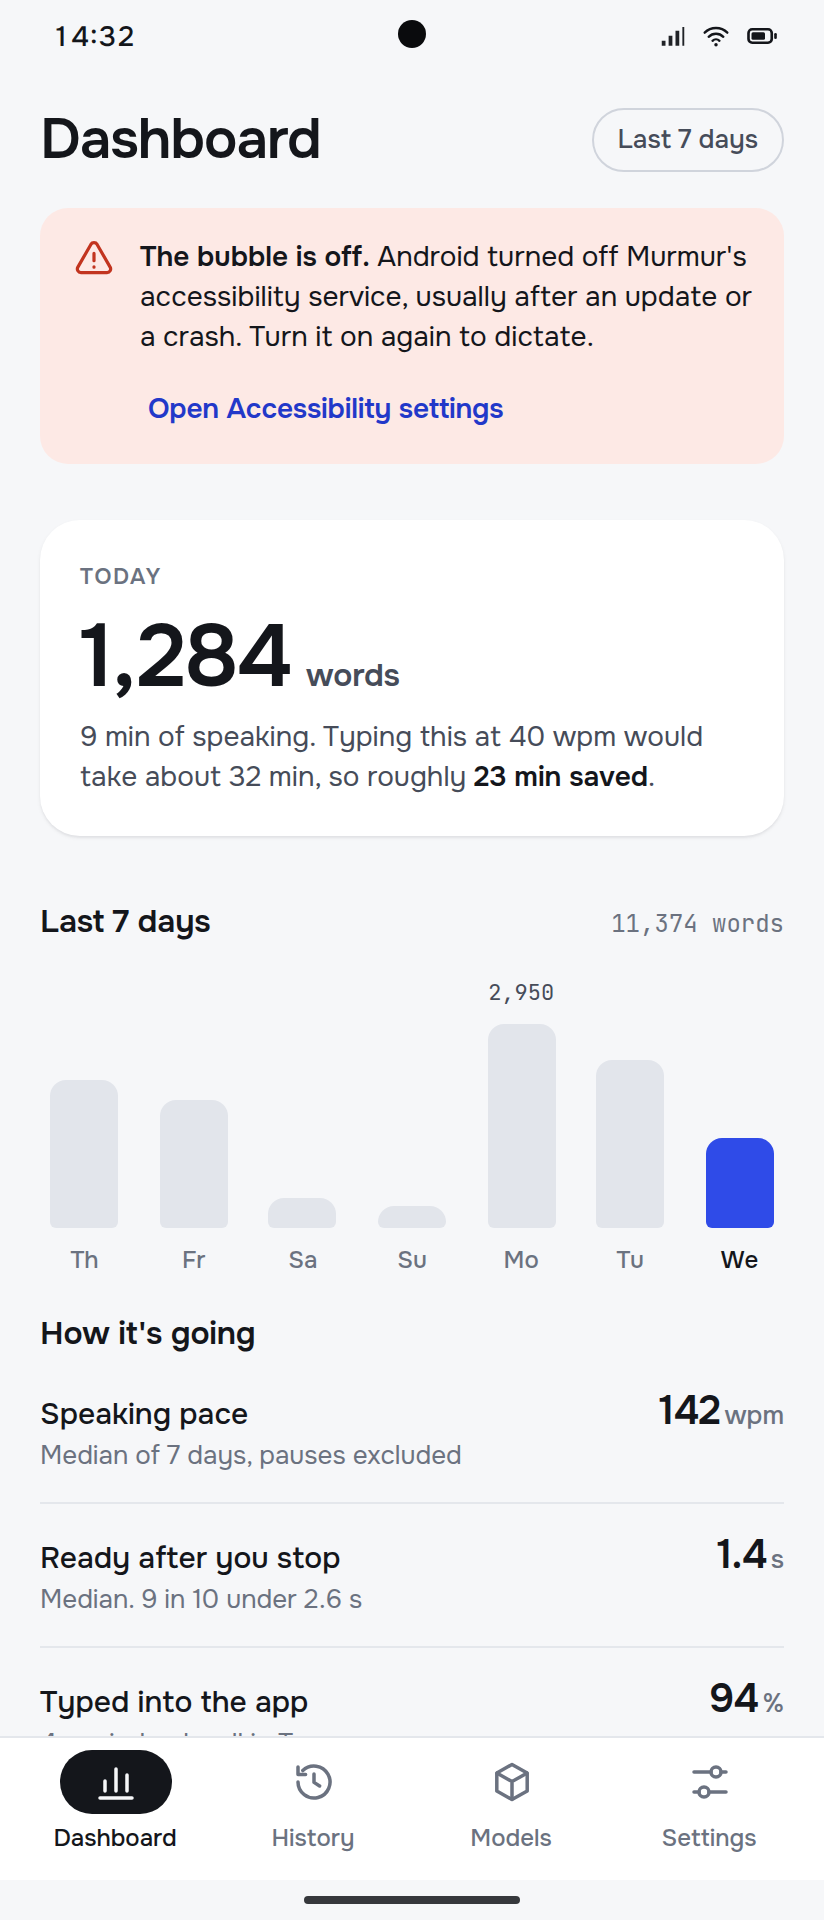 14:32
Dashboard
Last 7 days
The bubble is off. Android turned off Murmur's
accessibility service, usually after an update or
a crash. Turn it on again to dictate.
Open Accessibility settings
TODAY
1,284 words
9 min of speaking. Typing this at 40 wpm would
take about 32 min, so roughly 23 min saved.
Last 7 days
11,374 words
2,950
Th Fr Sa Su Mo Tu We
How it's going
Speaking pace
142 wpm
Median of 7 days, pauses excluded
Ready after you stop
1.4 s
Median. 9 in 10 under 2.6 s
Typed into the app
94 %
Dashboard History Models Settings